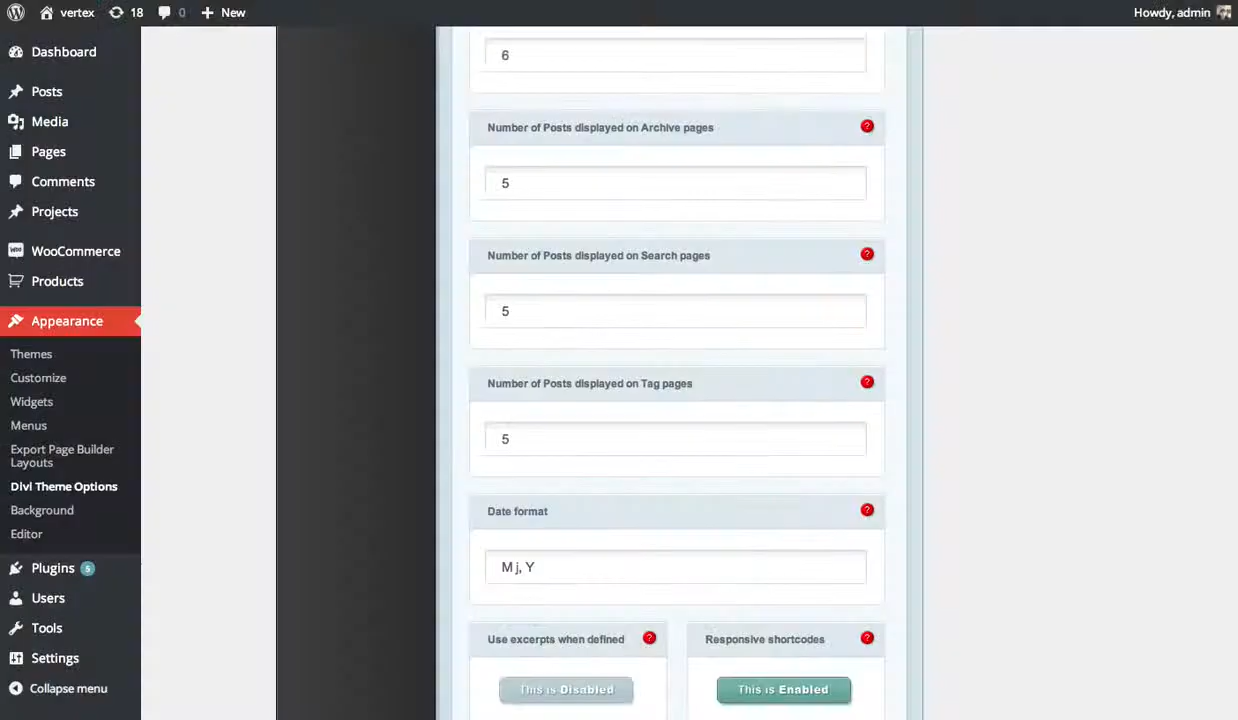 vertex 18 0 + New Howdy, admin
Dashboard
Posts
Media
Pages
Comments
Projects
WooCommerce
Products
Appearance
Themes
Customize
Widgets
Menus
Export Page Builder
Layouts
Divi Theme Options
Background
Editor
Plugins 5
Users
Tools
Settings
Collapse menu
6
Number of Posts displayed on Archive pages ?
5
Number of Posts displayed on Search pages ?
5
Number of Posts displayed on Tag pages ?
5
Date format ?
M j, Y
Use excerpts when defined ? Responsive shortcodes ?
This is Disabled This is Enabled